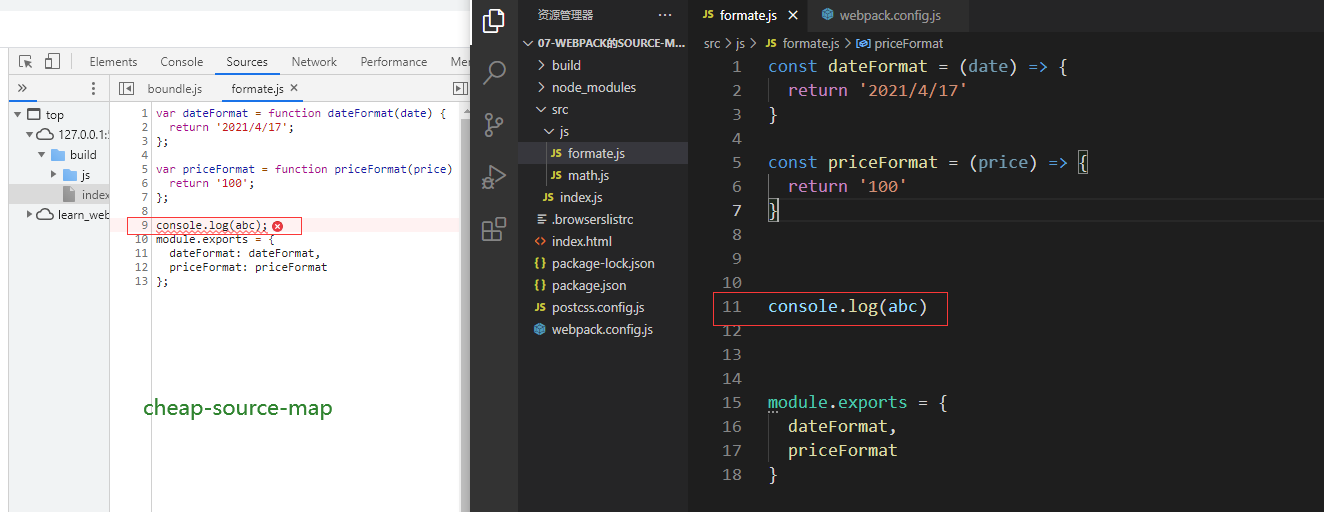 Elements Console Sources Network Performance Mem
boundle.js formate.js
top
127.0.0.1:5
build
js
index
learn_web
1 var dateFormat = function dateFormat(date) {
2 return '2021/4/17';
3 };
4
5 var priceFormat = function priceFormat(price)
6 return '100';
7 };
8
9 console.log(abc);
10 module.exports = {
11 dateFormat: dateFormat,
12 priceFormat: priceFormat
13 };
cheap-source-map
资源管理器
07-WEBPACK的SOURCE-M...
build
node_modules
src
js
JS formate.js
JS math.js
JS index.js
.browserslistrc
index.html
package-lock.json
package.json
JS postcss.config.js
webpack.config.js
JS formate.js webpack.config.js
src > js > JS formate.js > priceFormat
1 const dateFormat = (date) => {
2 return '2021/4/17'
3 }
4
5 const priceFormat = (price) => {
6 return '100'
7 }
8
9
10
11 console.log(abc)
12
13
14
15 module.exports = {
16 dateFormat,
17 priceFormat
18 }